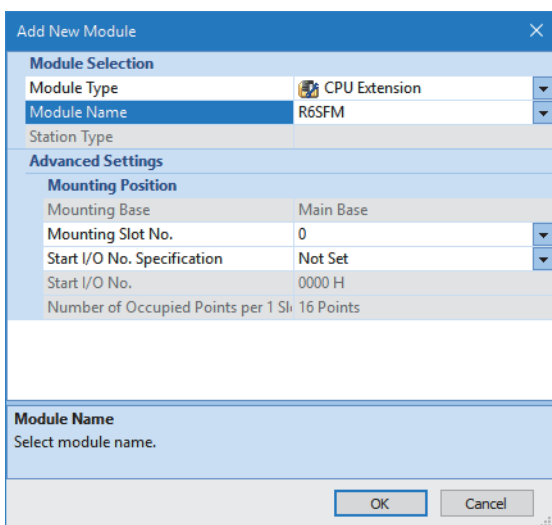 Add New Module
Module Selection
Module Type CPU Extension
Module Name R6SFM
Station Type
Advanced Settings
Mounting Position
Mounting Base Main Base
Mounting Slot No. 0
Start I/O No. Specification Not Set
Start I/O No. 0000 H
Number of Occupied Points per 1 Sl 16 Points
Module Name
Select module name.
OK Cancel